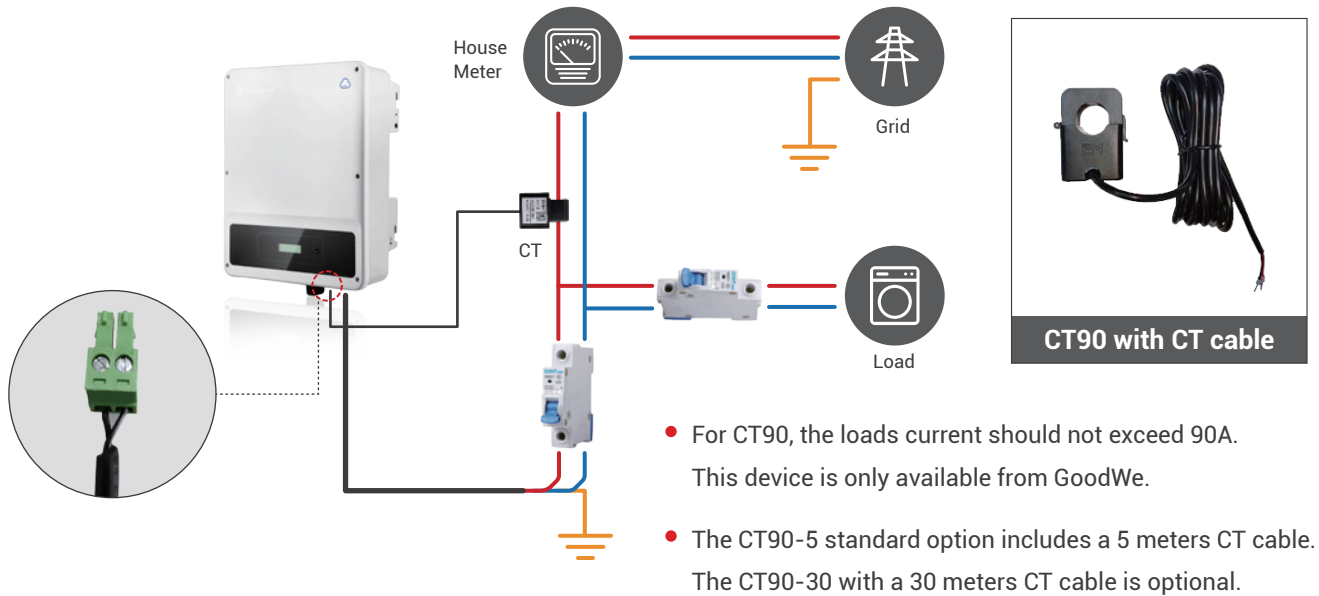 House
Meter
Grid
CT
Load
CT90 with CT cable
For CT90, the loads current should not exceed 90A.
This device is only available from GoodWe.
The CT90-5 standard option includes a 5 meters CT cable.
The CT90-30 with a 30 meters CT cable is optional.